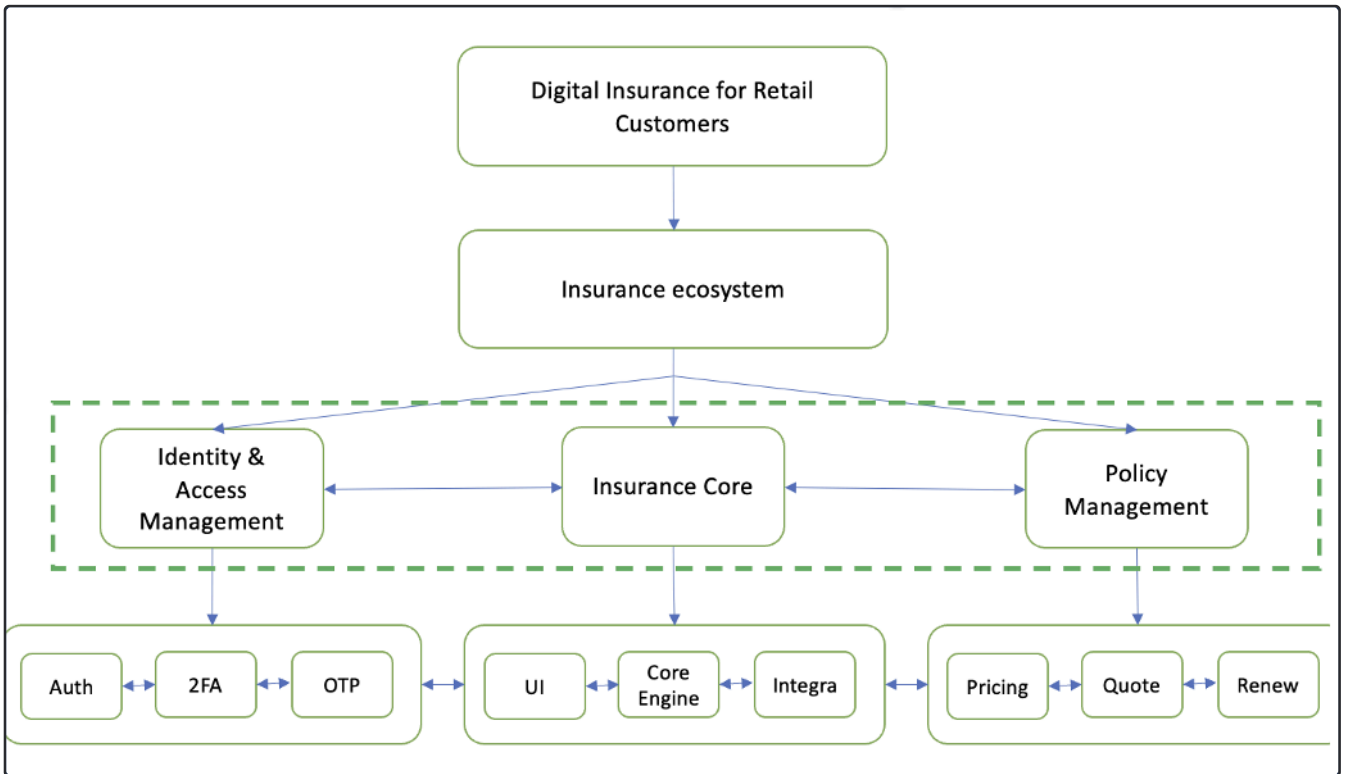 Digital Insurance for Retail
Customers
Insurance ecosystem
Identity &
Access
Management
Insurance Core
Policy
Management
Auth
2FA
OTP
UI
Core
Engine
Integra
Pricing
Quote
Renew